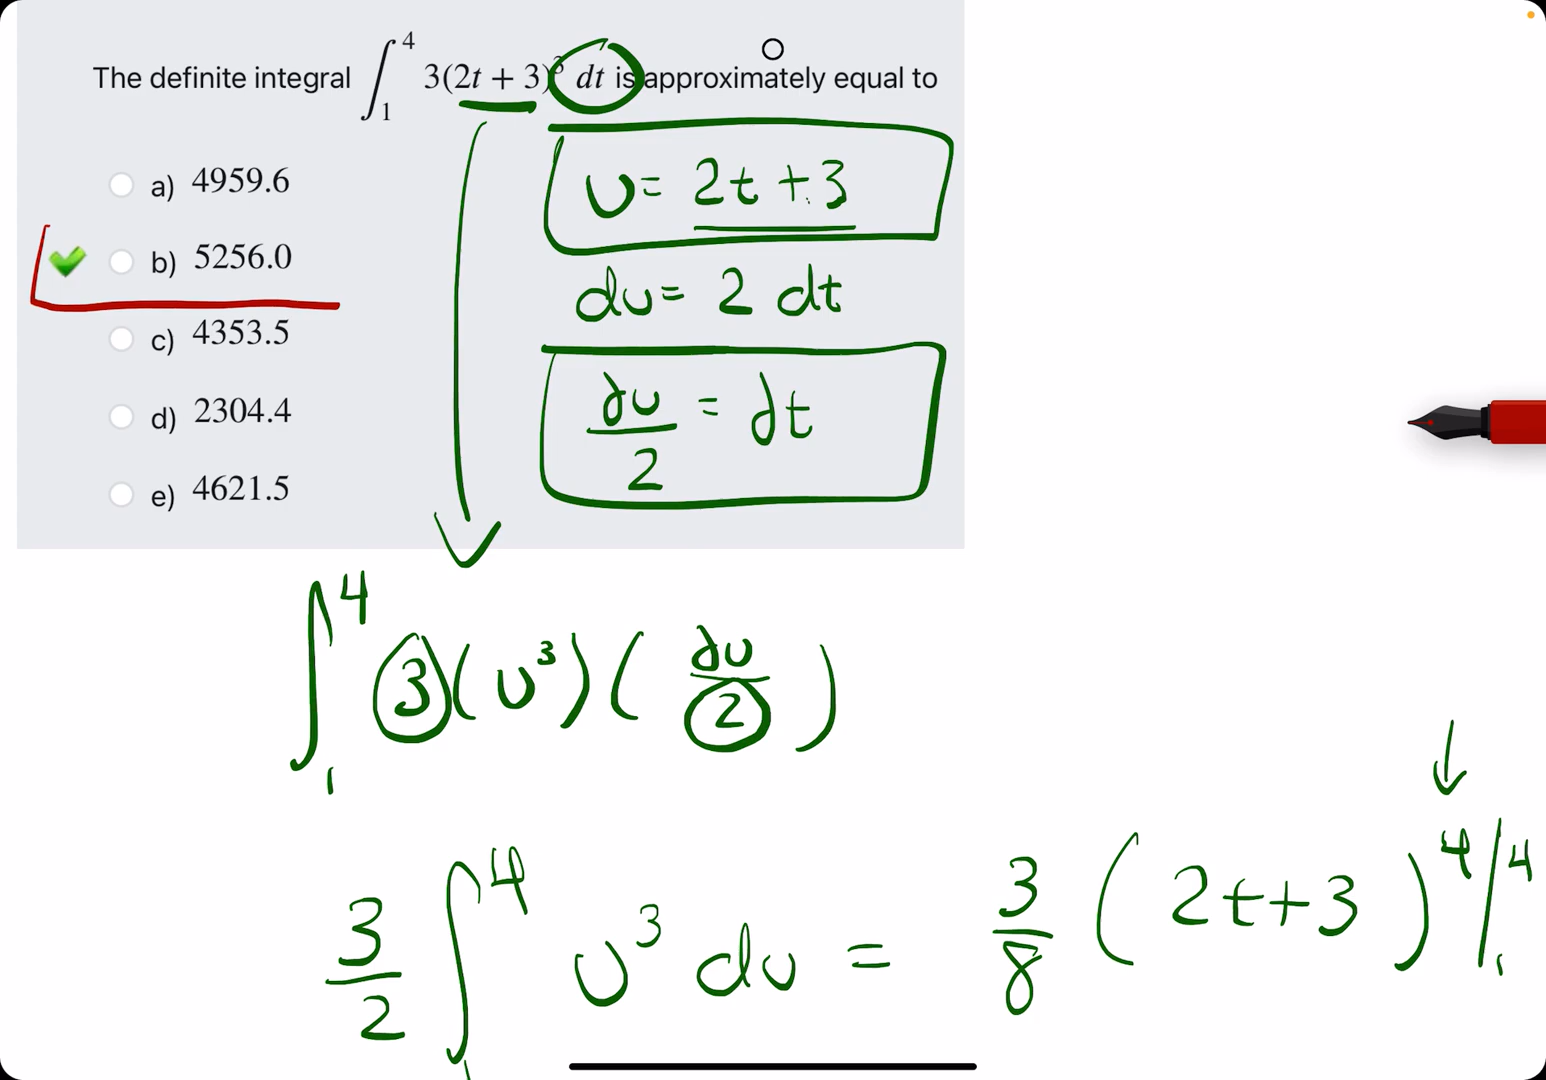 The definite integral ∫₁⁴ 3(2t + 3)³ dt is approximately equal to
a) 4959.6
b) 5256.0
c) 4353.5
d) 2304.4
e) 4621.5
u = 2t + 3
du = 2 dt
du/2 = dt
∫₁⁴ 3(u³)(du/2)
3/2 ∫₁⁴ u³ du = 3/8 (2t+3)⁴ |₁⁴